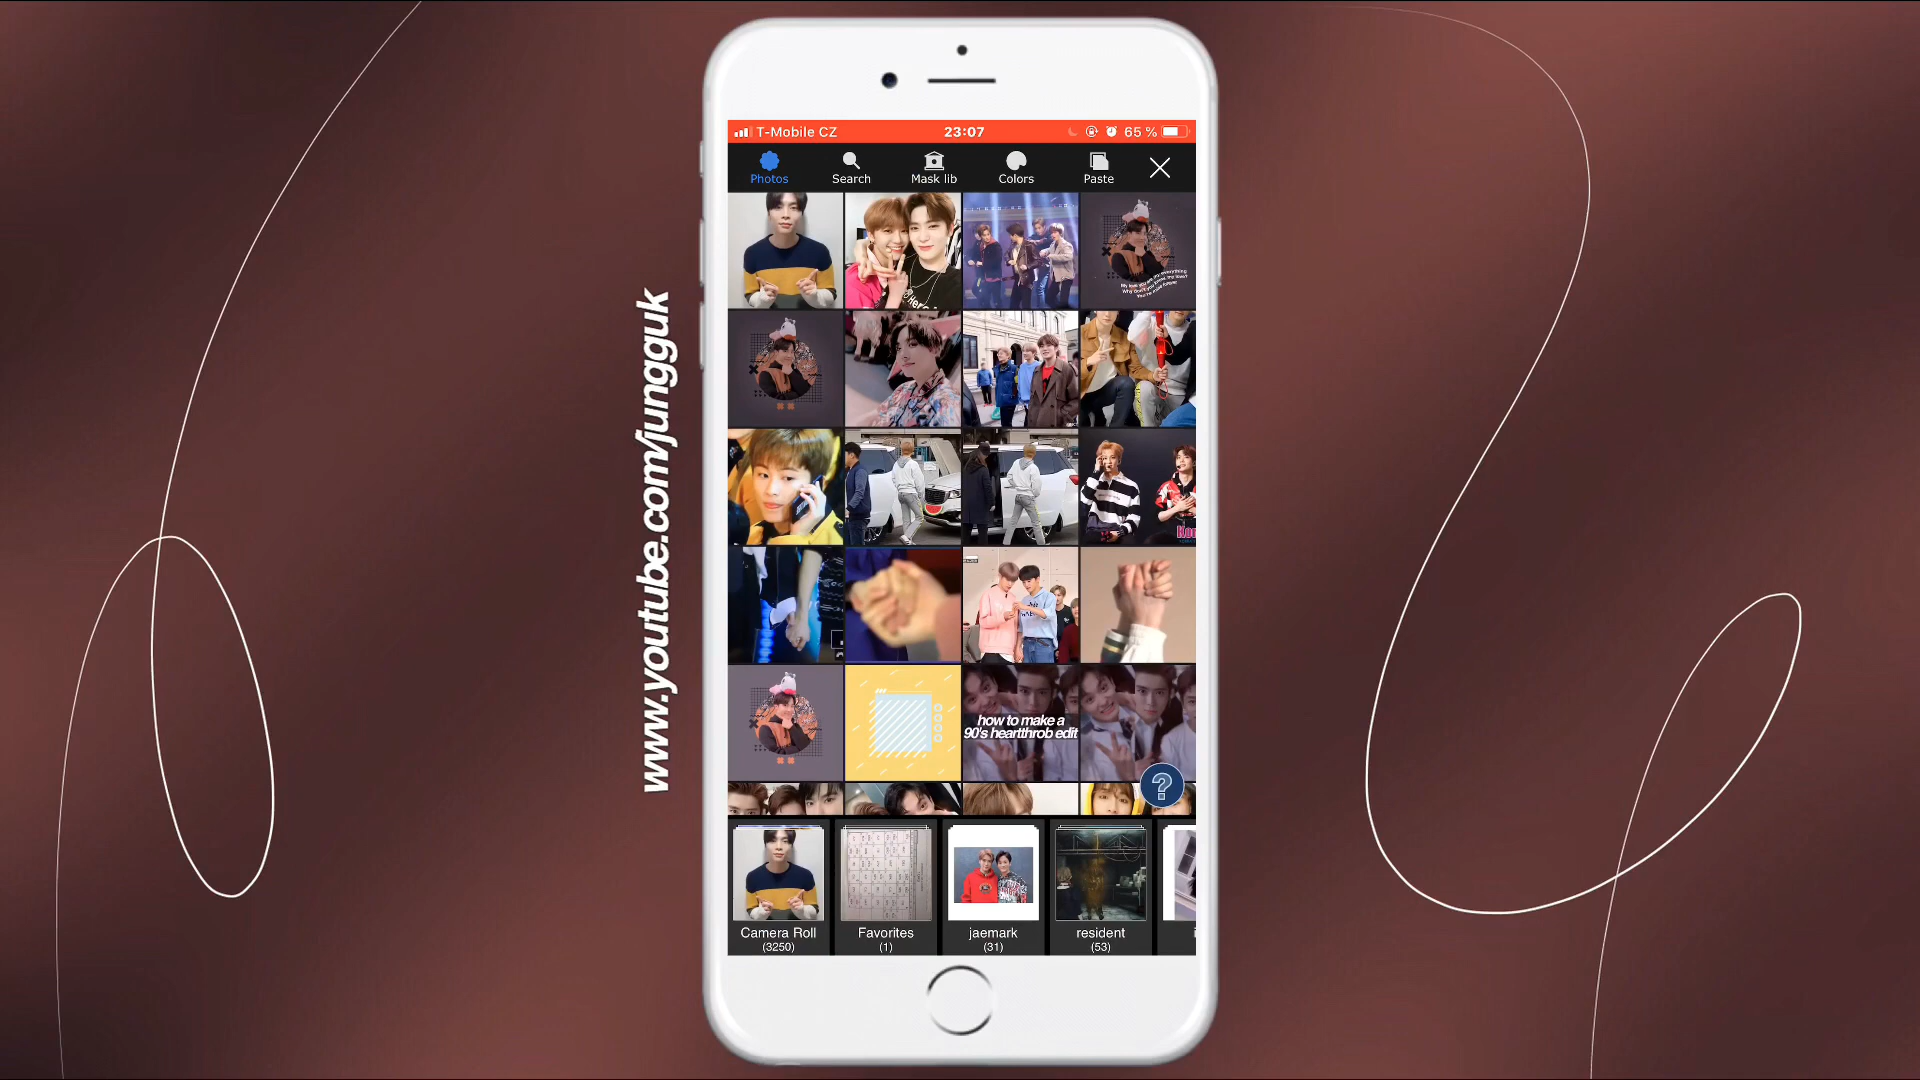 www.youtube.com/jungguk
T-Mobile CZ
23:07
65 %
Photos
Search
Mask lib
Colors
Paste
how to make a
90's heartthrob edit
?
Camera Roll
(3250)
Favorites
(1)
jaemark
(31)
resident
(53)